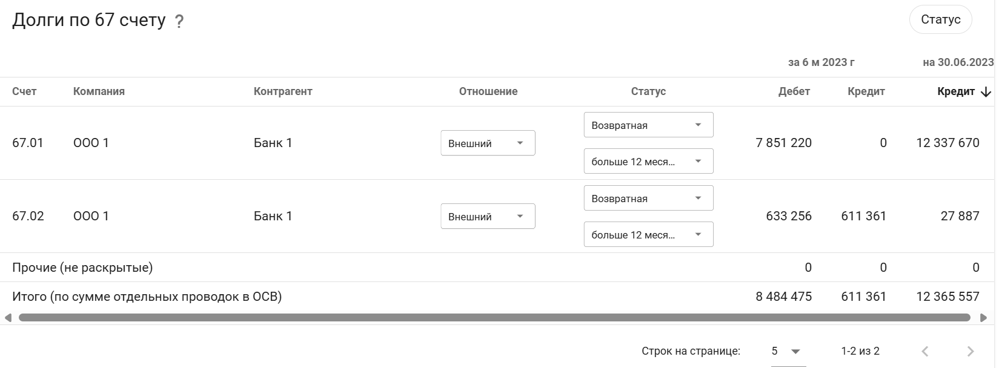 Долги по 67 счету ?
Статус
за 6 м 2023 г на 30.06.2023
Счет Компания Контрагент Отношение Статус Дебет Кредит Кредит
67.01 ООО 1 Банк 1 Внешний Возвратная 7 851 220 0 12 337 670
больше 12 меся...
67.02 ООО 1 Банк 1 Внешний Возвратная 633 256 611 361 27 887
больше 12 меся...
Прочие (не раскрытые) 0 0 0
Итого (по сумме отдельных проводок в ОСВ) 8 484 475 611 361 12 365 557
Строк на странице: 5 1-2 из 2